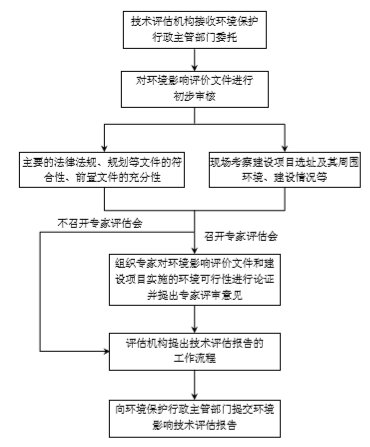 技术评估机构接收环境保护
行政主管部门委托
对环境影响评价文件进行
初步审核
主要的法律法规、规划等文件的符
合性、前置文件的充分性
现场考察建设项目选址及其周围
环境、建设情况等
不召开专家评估会
召开专家评估会
组织专家对环境影响评价文件和建
设项目实施的环境可行性进行论证
并提出专家评审意见
评估机构提出技术评估报告的
工作流程
向环境保护行政主管部门提交环境
影响技术评估报告